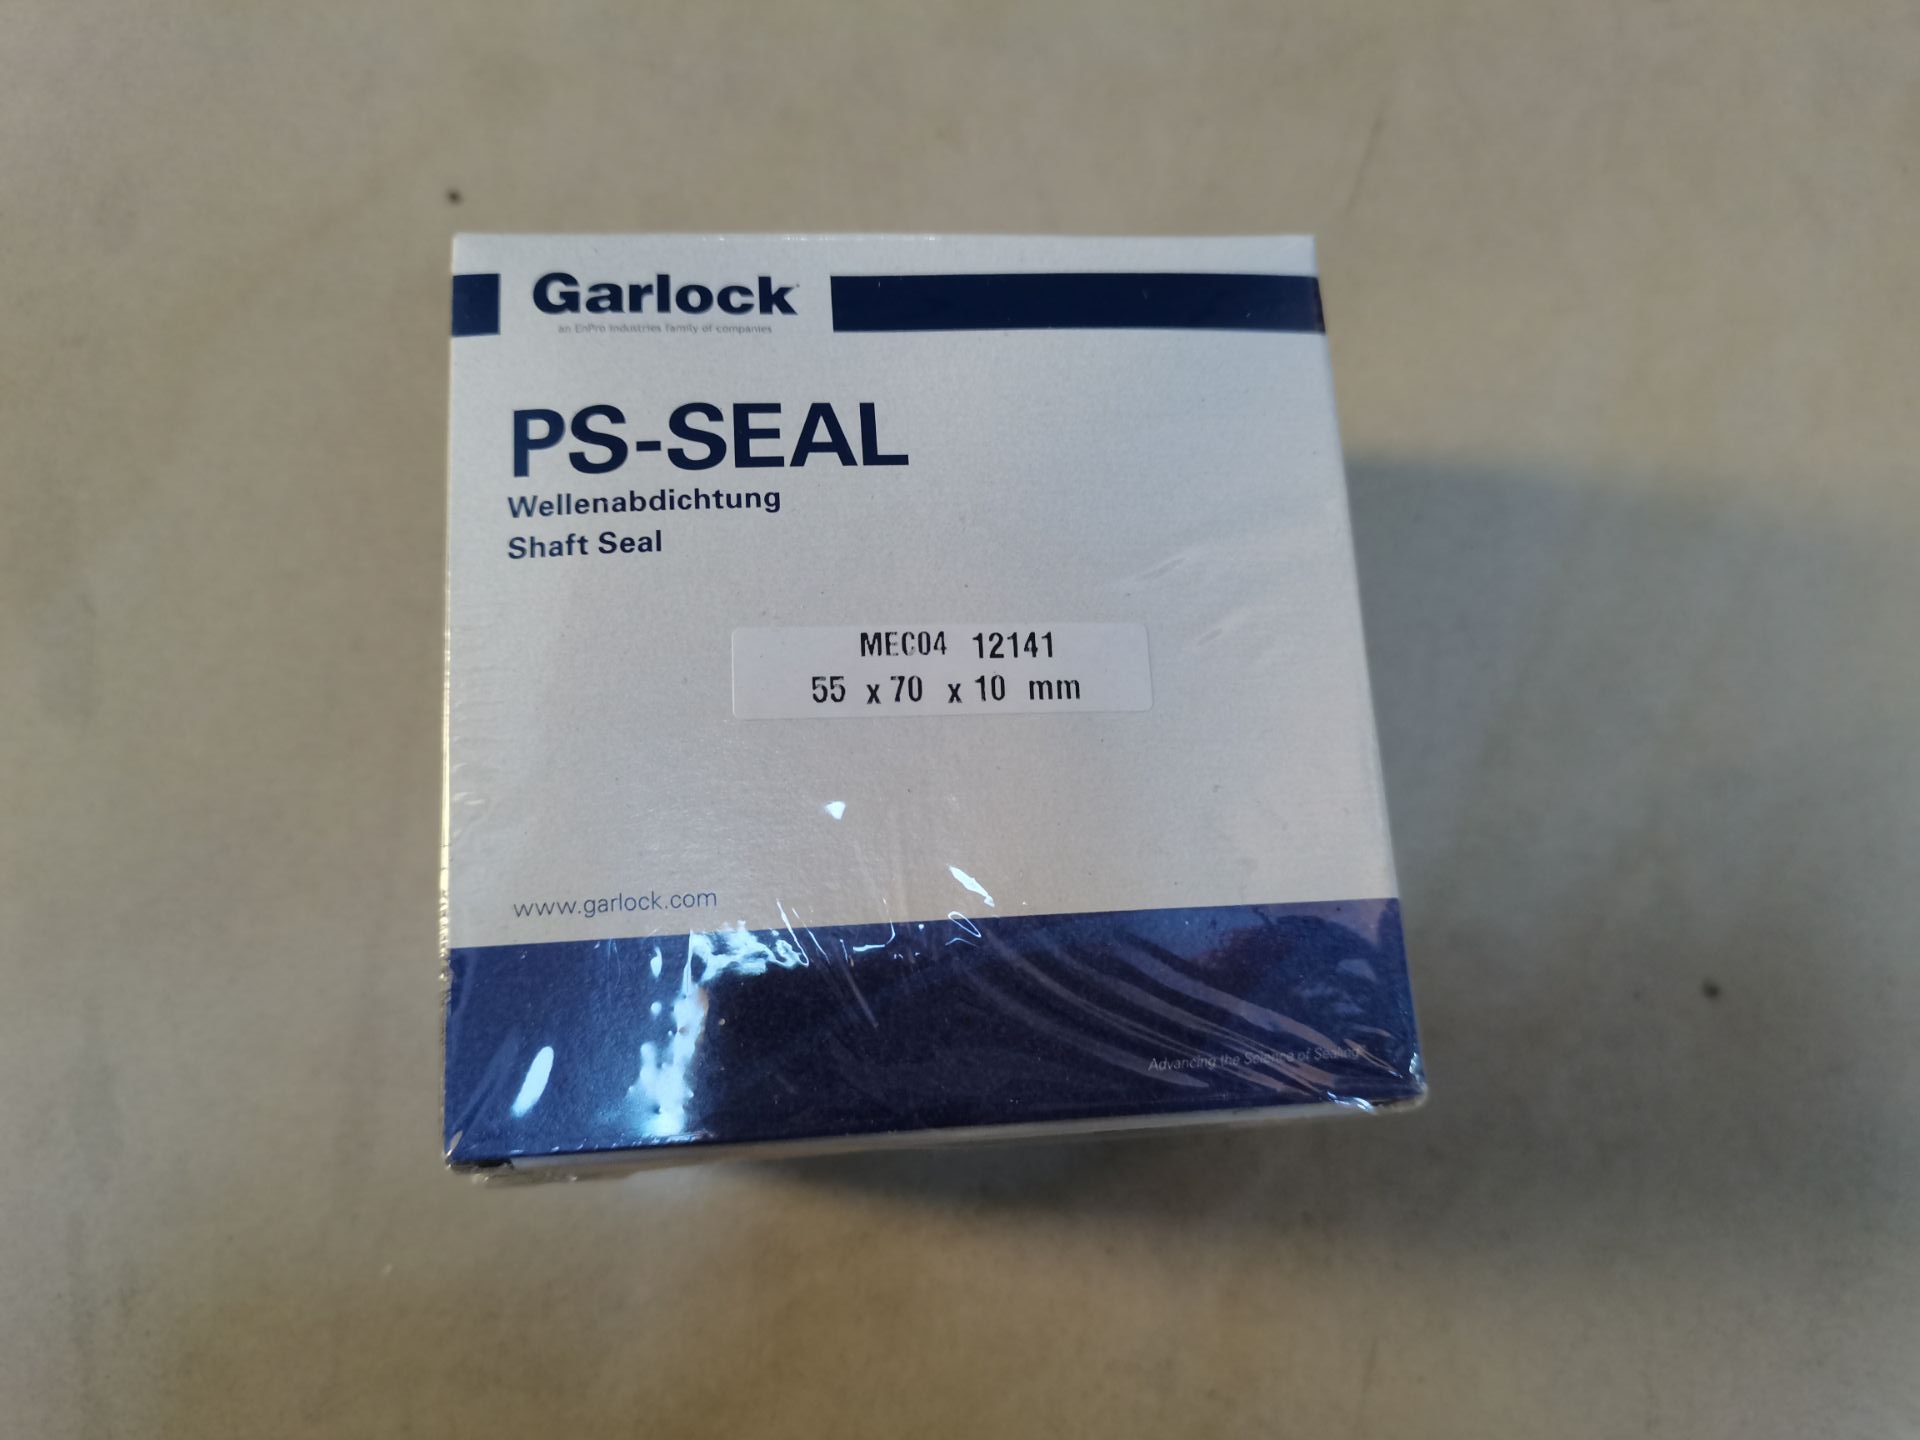 Garlock
an EnPro Industries family of companies
PS-SEAL
Wellenabdichtung
Shaft Seal
MEC04 12141
55 x 70 x 10 mm
www.garlock.com
Advancing the Science of Sealing